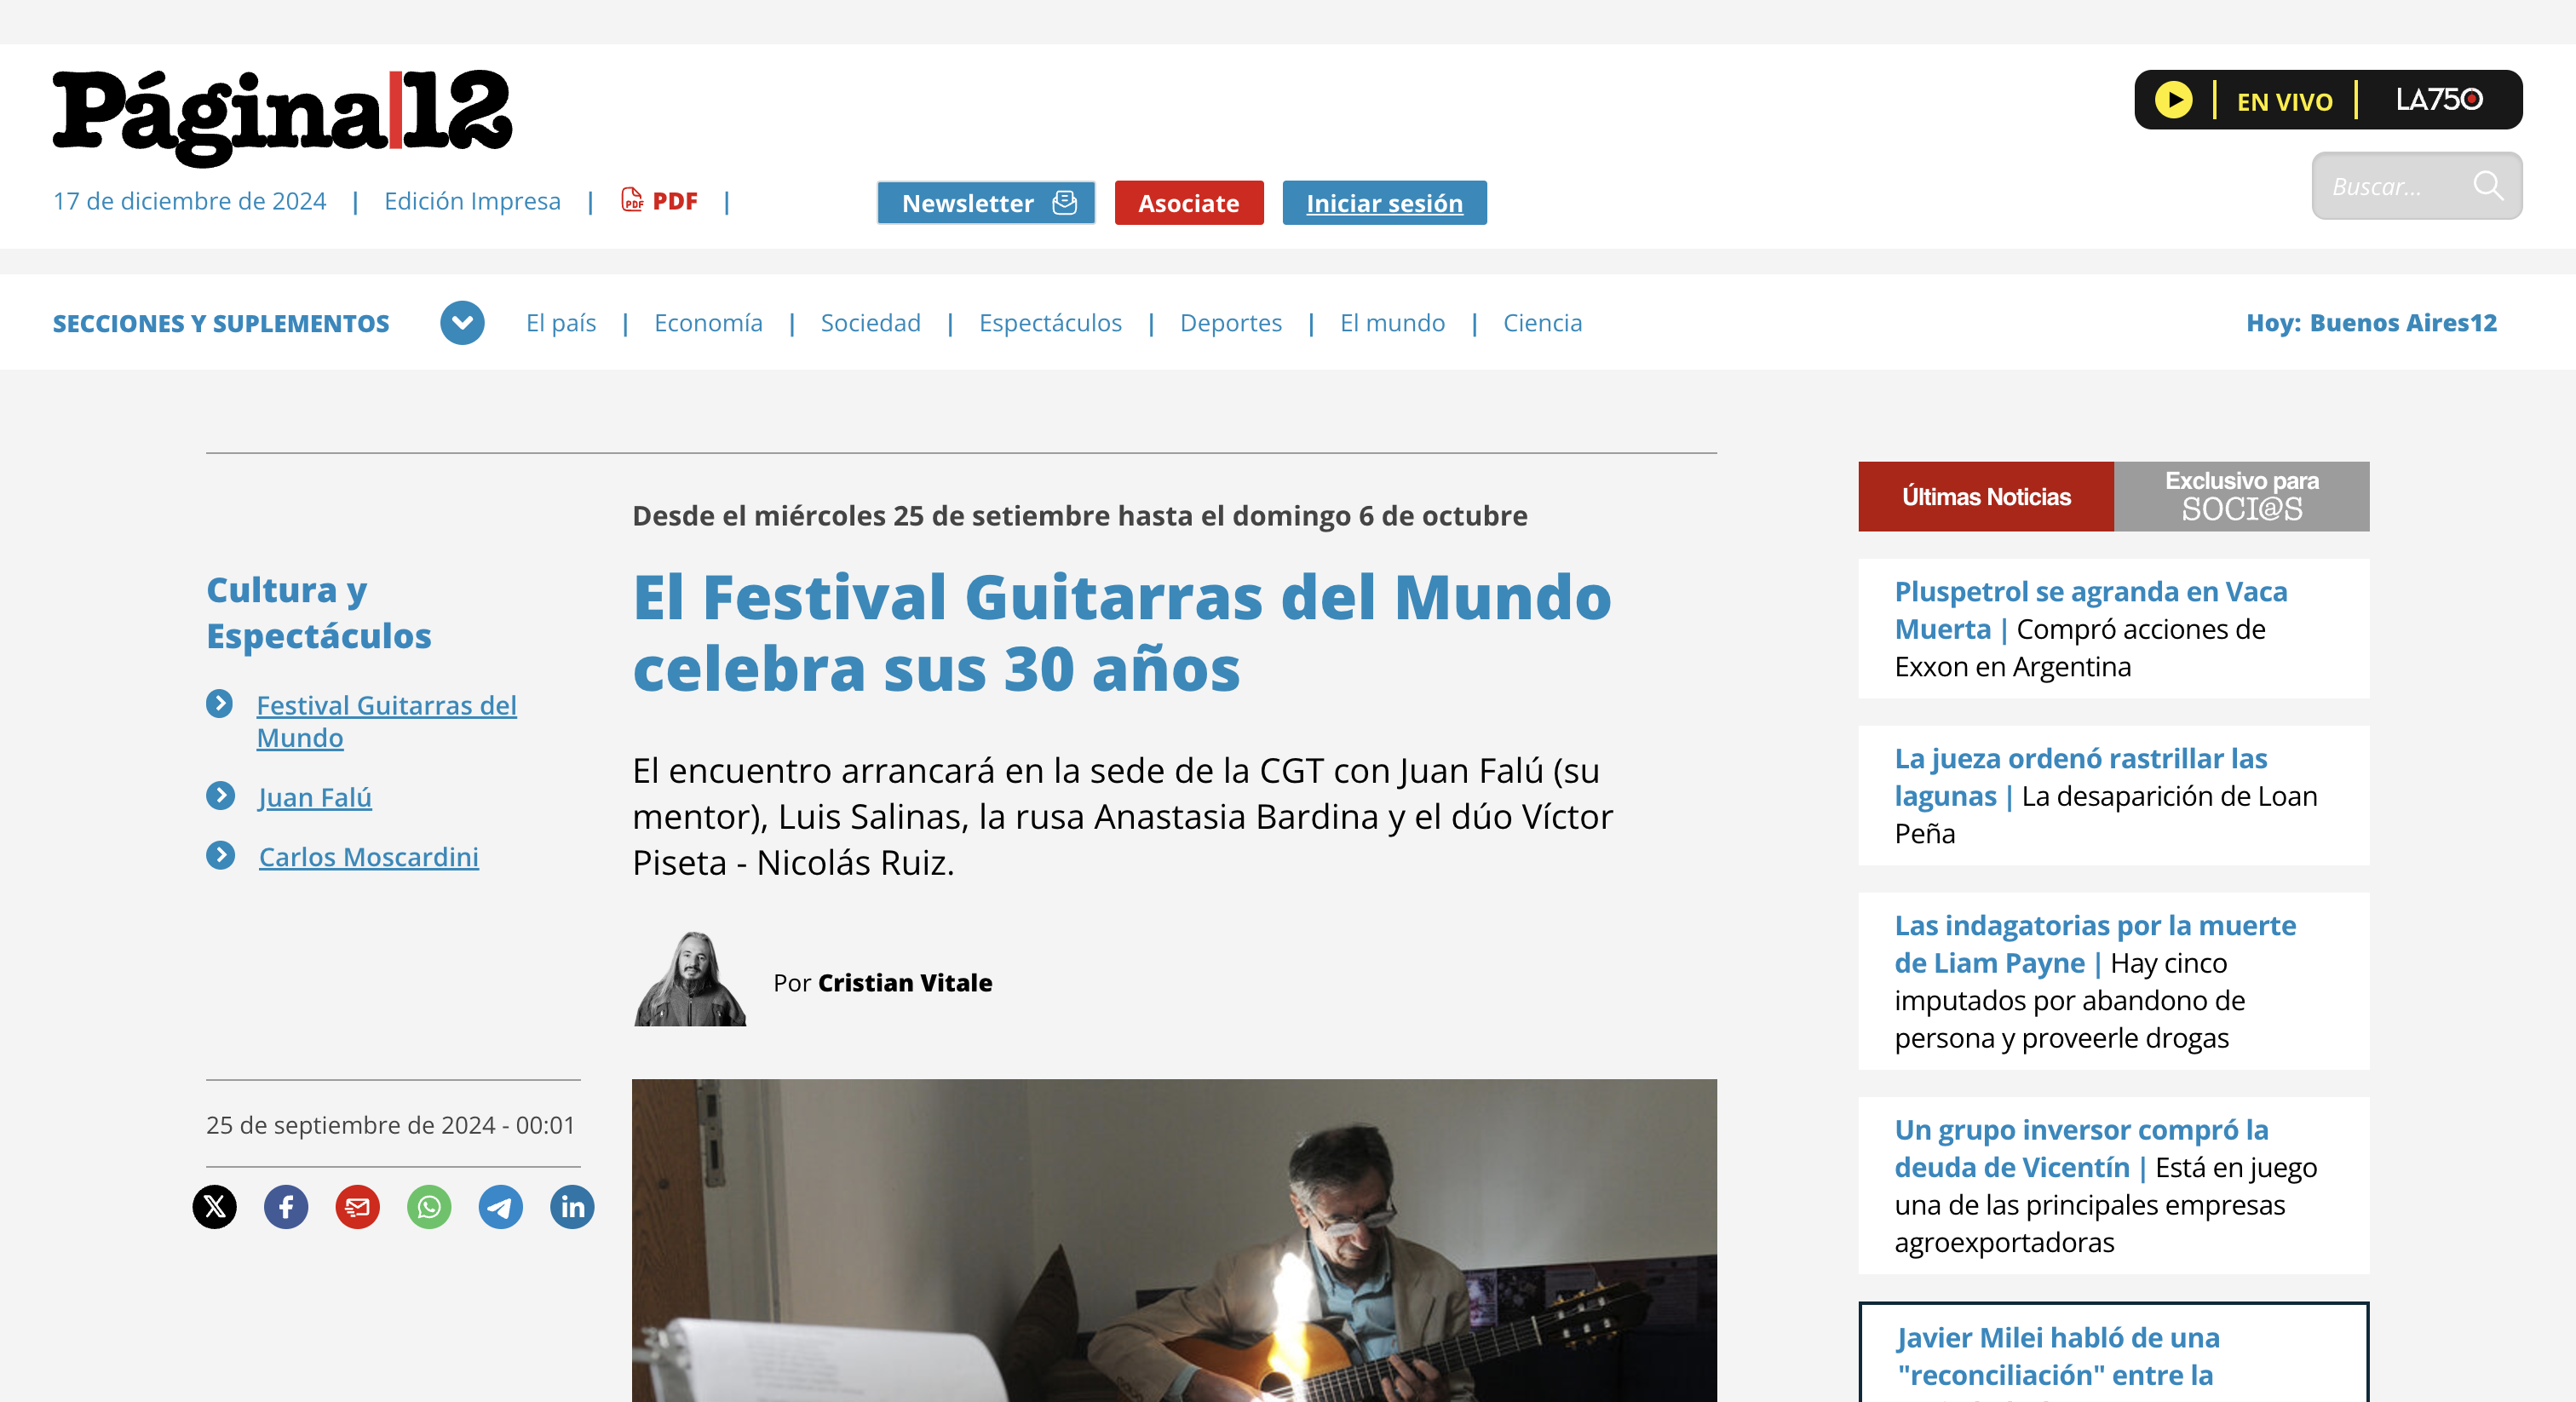 Página|12
EN VIVO
LA750
Buscar...
17 de diciembre de 2024 | Edición Impresa | PDF PDF |
Newsletter
Asociate
Iniciar sesión
SECCIONES Y SUPLEMENTOS
El país | Economía | Sociedad | Espectáculos | Deportes | El mundo | Ciencia
Hoy: Buenos Aires12
Cultura y
Espectáculos
Festival Guitarras del
Mundo
Juan Falú
Carlos Moscardini
25 de septiembre de 2024 - 00:01
Desde el miércoles 25 de setiembre hasta el domingo 6 de octubre
El Festival Guitarras del Mundo
celebra sus 30 años
El encuentro arrancará en la sede de la CGT con Juan Falú (su
mentor), Luis Salinas, la rusa Anastasia Bardina y el dúo Víctor
Piseta - Nicolás Ruiz.
Por Cristian Vitale
Últimas Noticias
Exclusivo para
SOCI@S
Pluspetrol se agranda en Vaca
Muerta | Compró acciones de
Exxon en Argentina
La jueza ordenó rastrillar las
lagunas | La desaparición de Loan
Peña
Las indagatorias por la muerte
de Liam Payne | Hay cinco
imputados por abandono de
persona y proveerle drogas
Un grupo inversor compró la
deuda de Vicentín | Está en juego
una de las principales empresas
agroexportadoras
Javier Milei habló de una
"reconciliación" entre la